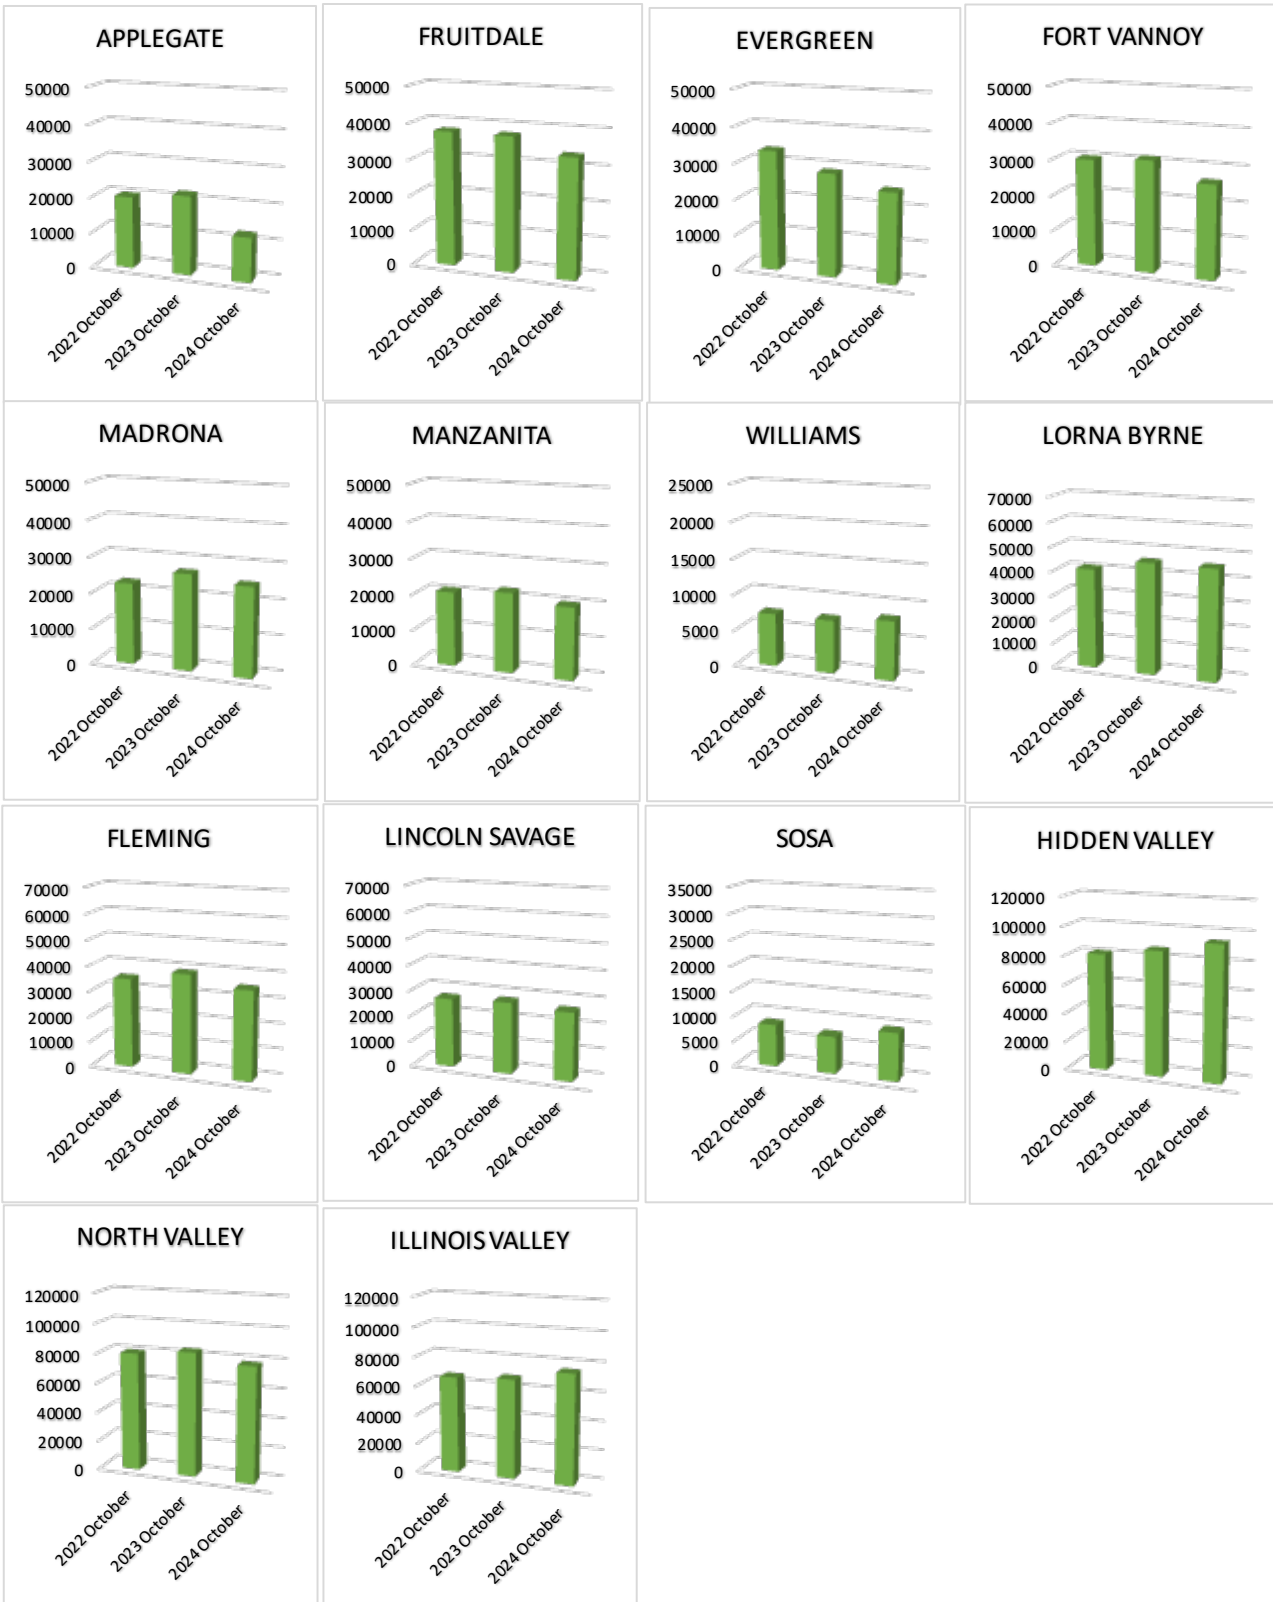 APPLEGATE
50000
40000
30000
20000
10000
0
2022 October
2023 October
2024 October
FRUITDALE
50000
40000
30000
20000
10000
0
2022 October
2023 October
2024 October
EVERGREEN
50000
40000
30000
20000
10000
0
2022 October
2023 October
2024 October
FORT VANNOY
50000
40000
30000
20000
10000
0
2022 October
2023 October
2024 October
MADRONA
50000
40000
30000
20000
10000
0
2022 October
2023 October
2024 October
MANZANITA
50000
40000
30000
20000
10000
0
2022 October
2023 October
2024 October
WILLIAMS
25000
20000
15000
10000
5000
0
2022 October
2023 October
2024 October
LORNA BYRNE
70000
60000
50000
40000
30000
20000
10000
0
2022 October
2023 October
2024 October
FLEMING
70000
60000
50000
40000
30000
20000
10000
0
2022 October
2023 October
2024 October
LINCOLN SAVAGE
70000
60000
50000
40000
30000
20000
10000
0
2022 October
2023 October
2024 October
SOSA
35000
30000
25000
20000
15000
10000
5000
0
2022 October
2023 October
2024 October
HIDDEN VALLEY
120000
100000
80000
60000
40000
20000
0
2022 October
2023 October
2024 October
NORTH VALLEY
120000
100000
80000
60000
40000
20000
0
2022 October
2023 October
2024 October
ILLINOIS VALLEY
120000
100000
80000
60000
40000
20000
0
2022 October
2023 October
2024 October